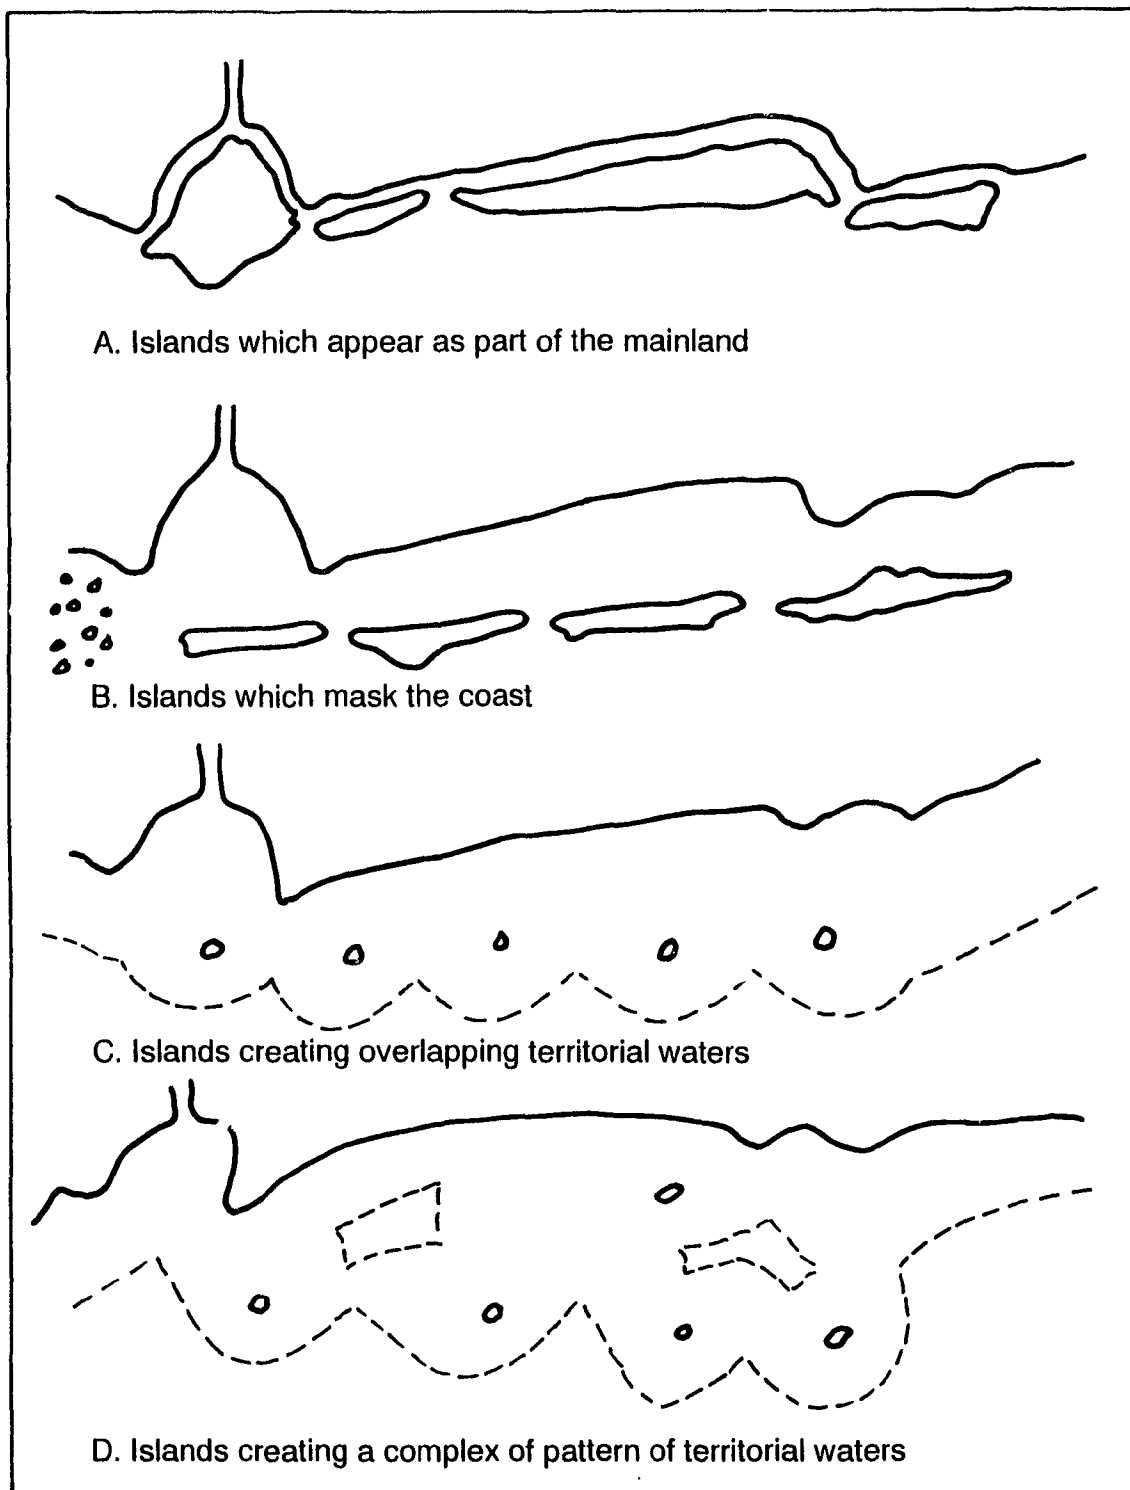 A. Islands which appear as part of the mainland
B. Islands which mask the coast
C. Islands creating overlapping territorial waters
D. Islands creating a complex of pattern of territorial waters